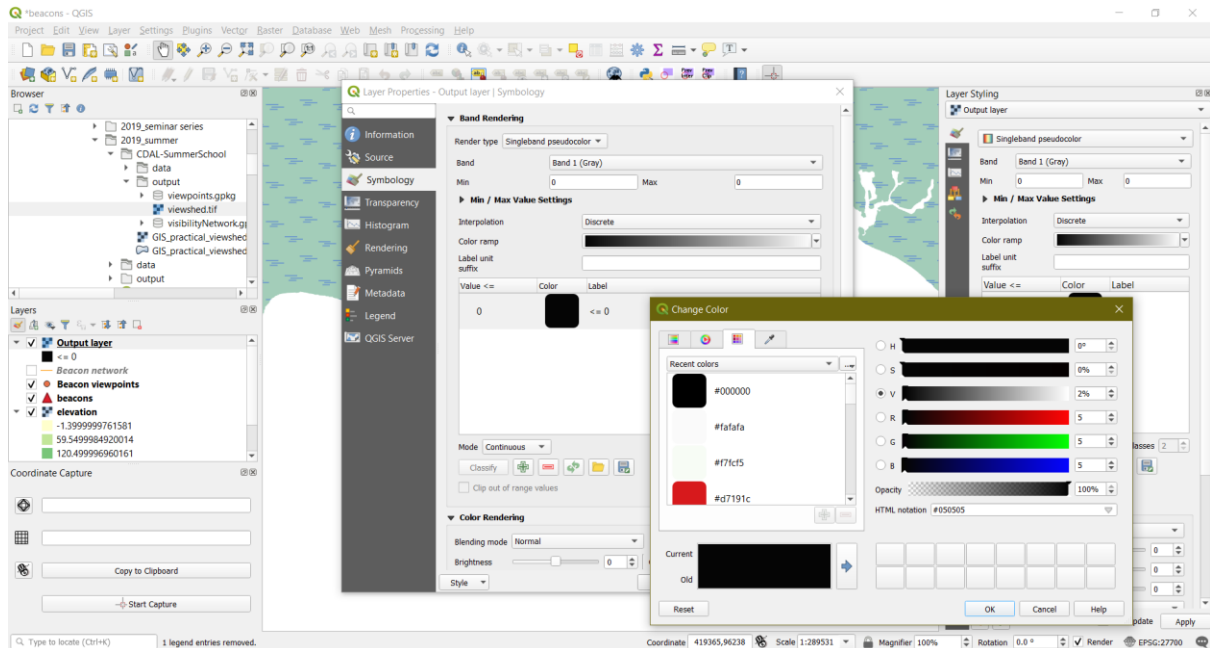 *beacons - QGIS
Project Edit View Layer Settings Plugins Vector Raster Database Web Mesh Processing Help
Browser
2019_seminar series
2019_summer
CDAL-SummerSchool
data
output
viewpoints.gpkg
viewshed.tif
visibilityNetwork.gp
GIS_practical_viewshed
GIS_practical_viewshed
data
output
Layers
Output layer
<= 0
Beacon network
Beacon viewpoints
beacons
elevation
-1.3999999761581
59.5499984920014
120.499996960161
Coordinate Capture
Copy to Clipboard
Start Capture
Layer Properties - Output layer | Symbology
Information
Source
Symbology
Transparency
Histogram
Rendering
Pyramids
Metadata
Legend
QGIS Server
Band Rendering
Render type Singleband pseudocolor
Band Band 1 (Gray)
Min 0 Max 0
Min / Max Value Settings
Interpolation Discrete
Color ramp
Label unit
suffix
Value <= Color Label
0 <= 0
Mode Continuous
Classify
Clip out of range values
Color Rendering
Blending mode Normal
Brightness 0
Style
Change Color
Recent colors ...
#000000
#fafafa
#f7fcf5
#d7191c
H 0°
S 0%
V 2%
R 5
G 5
B 5
Opacity 100%
HTML notation #050505
Current
Old
Reset OK Cancel Help
Layer Styling
Output layer
Singleband pseudocolor
Band Band 1 (Gray)
Min 0 Max 0
Min / Max Value Settings
Interpolation Discrete
Color ramp
Label unit
suffix
Value <= Color Label
lasses 2
0
0
0
pdate Apply
Type to locate (Ctrl+K) 1 legend entries removed. Coordinate 419365,96238 Scale 1:289531 Magnifier 100% Rotation 0.0 ° Render EPSG:27700